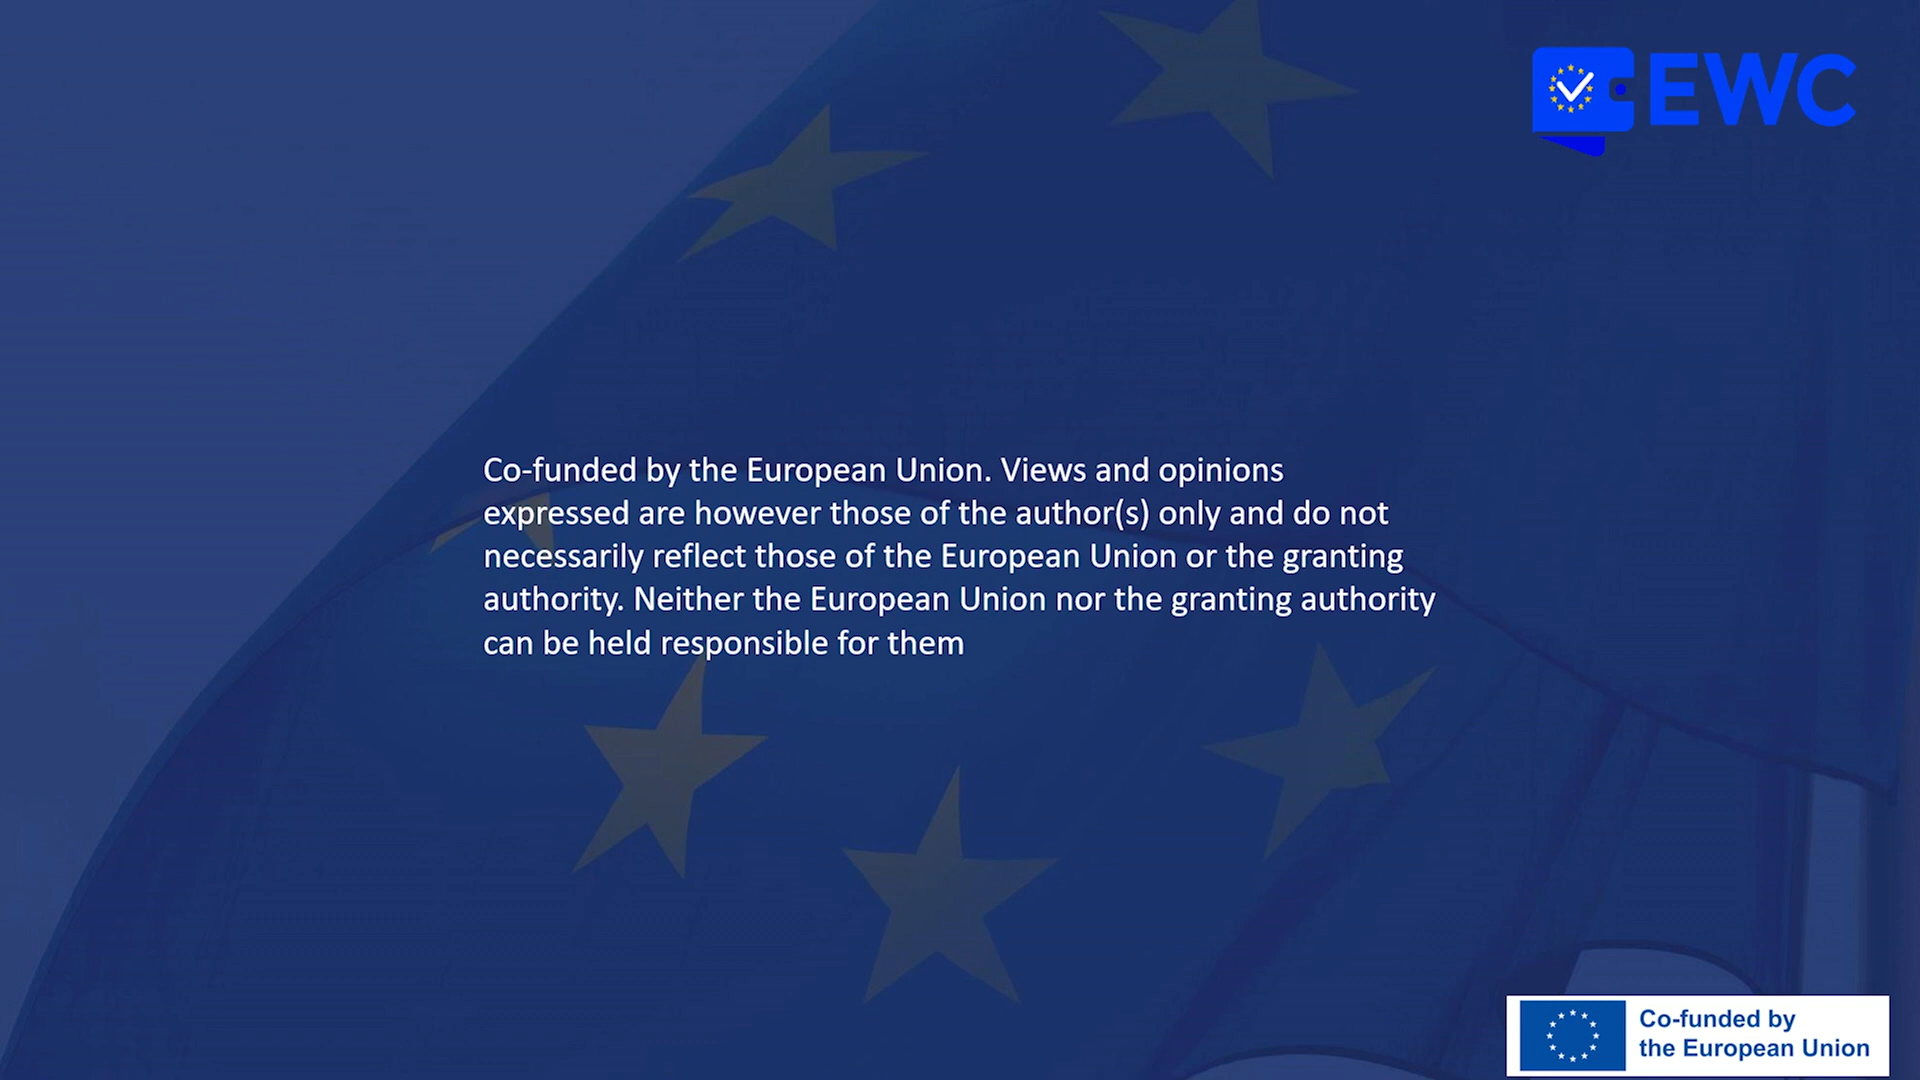 EWC
Co-funded by the European Union. Views and opinions
expressed are however those of the author(s) only and do not
necessarily reflect those of the European Union or the granting
authority. Neither the European Union nor the granting authority
can be held responsible for them
Co-funded by
the European Union